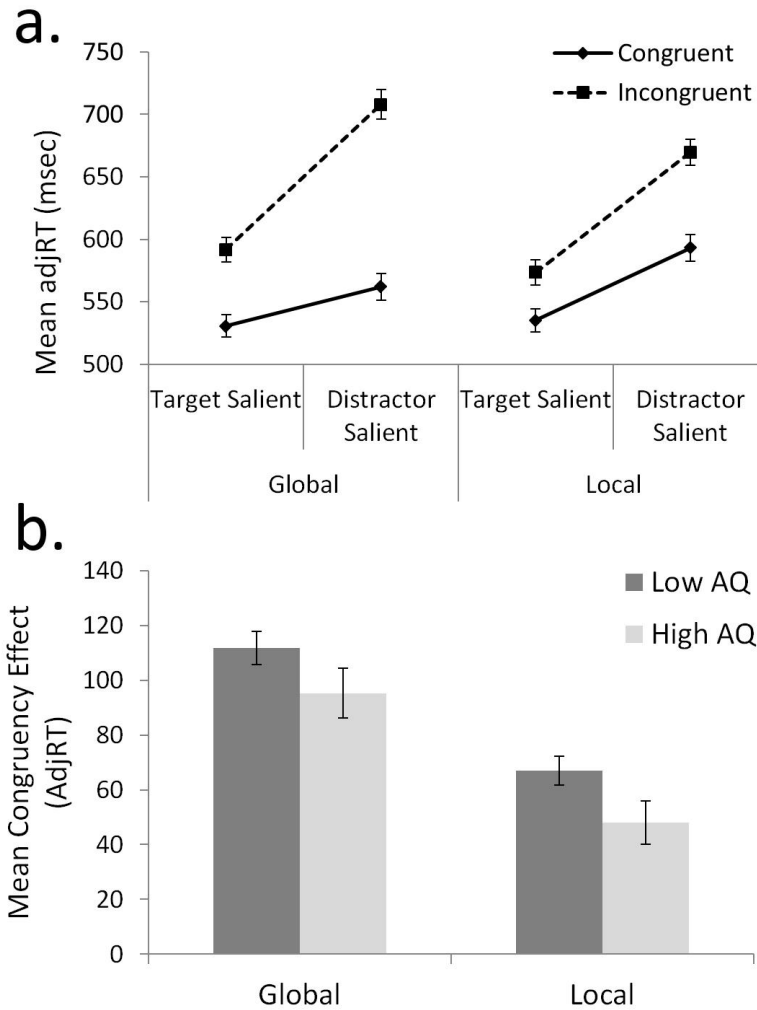 a.
750
700
650
600
550
500
Mean adjRT (msec)
Congruent
Incongruent
Target Salient
Distractor
Salient
Target Salient
Distractor
Salient
Global
Local
b.
140
120
100
80
60
40
20
0
Mean Congruency Effect
(AdjRT)
Low AQ
High AQ
Global
Local